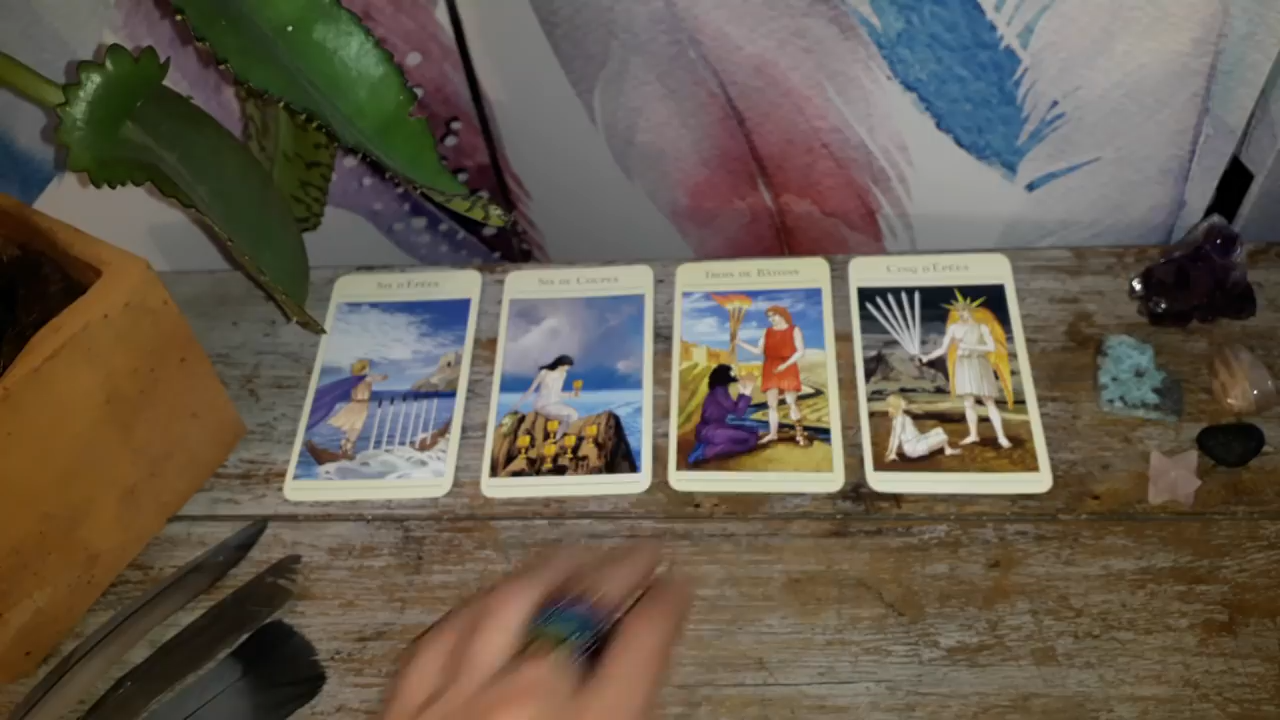 SIX D'ÉPÉES
SIX DE COUPES
TROIS DE BÂTONS
CINQ D'ÉPÉES